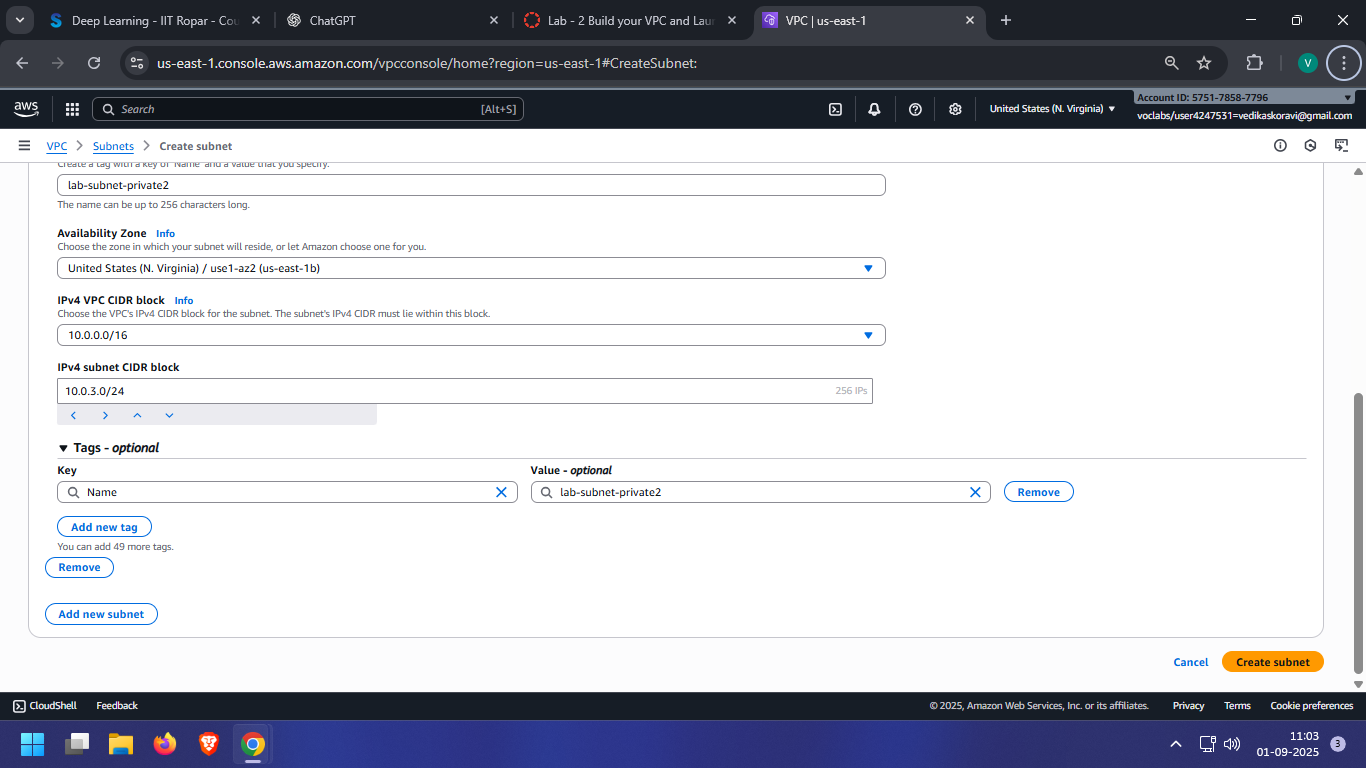 Deep Learning - IIT Ropar - Cou
ChatGPT
Lab - 2 Build your VPC and Lau
VPC | us-east-1
us-east-1.console.aws.amazon.com/vpcconsole/home?region=us-east-1#CreateSubnet:
V
aws
Search
[Alt+S]
United States (N. Virginia)
Account ID: 5751-7858-7796
voclabs/user4247531=vedikaskoravi@gmail.com
VPC
Subnets
Create subnet
Create a tag with a key of 'Name' and a value that you specify.
lab-subnet-private2
The name can be up to 256 characters long.
Availability Zone Info
Choose the zone in which your subnet will reside, or let Amazon choose one for you.
United States (N. Virginia) / use1-az2 (us-east-1b)
IPv4 VPC CIDR block Info
Choose the VPC's IPv4 CIDR block for the subnet. The subnet's IPv4 CIDR must lie within this block.
10.0.0.0/16
IPv4 subnet CIDR block
10.0.3.0/24
256 IPs
Tags - optional
Key
Value - optional
Name
lab-subnet-private2
Remove
Add new tag
You can add 49 more tags.
Remove
Add new subnet
Cancel
Create subnet
CloudShell
Feedback
© 2025, Amazon Web Services, Inc. or its affiliates.
Privacy
Terms
Cookie preferences
11:03
01-09-2025
3